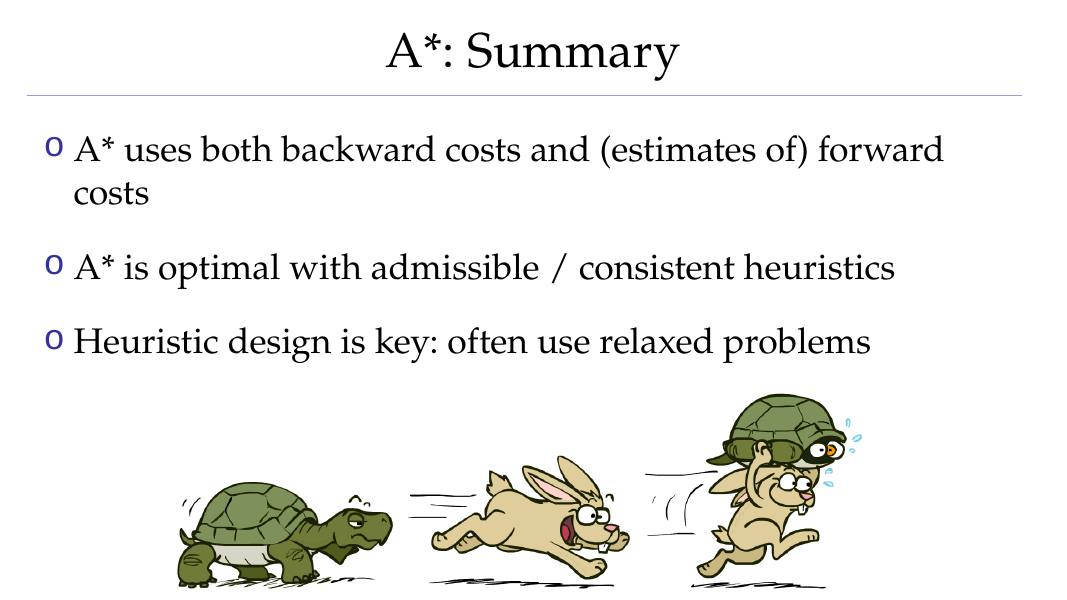 A*: Summary
o A* uses both backward costs and (estimates of) forward
costs
o A* is optimal with admissible / consistent heuristics
o Heuristic design is key: often use relaxed problems